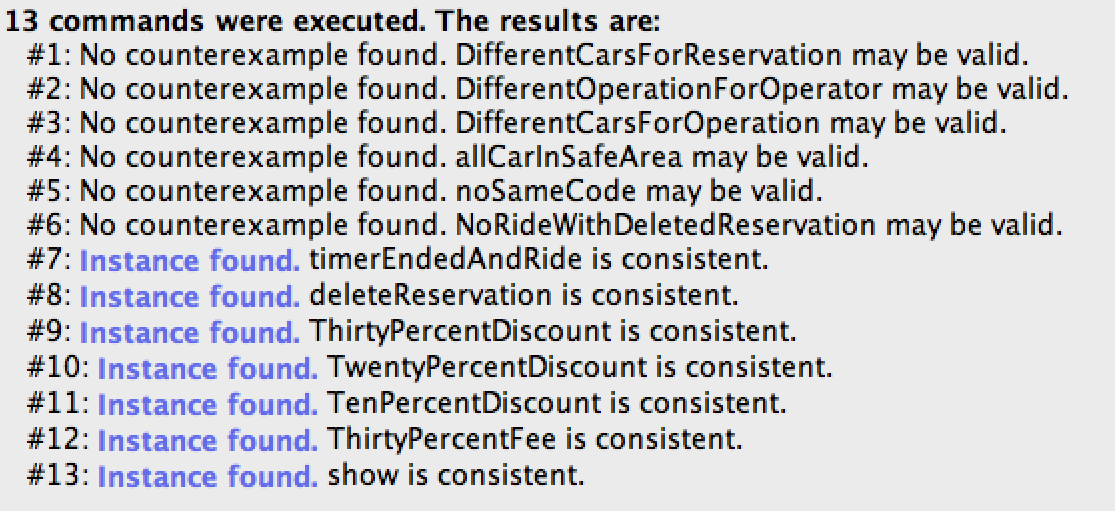 13 commands were executed. The results are:
#1: No counterexample found. DifferentCarsForReservation may be valid.
#2: No counterexample found. DifferentOperationForOperator may be valid.
#3: No counterexample found. DifferentCarsForOperation may be valid.
#4: No counterexample found. allCarInSafeArea may be valid.
#5: No counterexample found. noSameCode may be valid.
#6: No counterexample found. NoRideWithDeletedReservation may be valid.
#7: Instance found. timerEndedAndRide is consistent.
#8: Instance found. deleteReservation is consistent.
#9: Instance found. ThirtyPercentDiscount is consistent.
#10: Instance found. TwentyPercentDiscount is consistent.
#11: Instance found. TenPercentDiscount is consistent.
#12: Instance found. ThirtyPercentFee is consistent.
#13: Instance found. show is consistent.